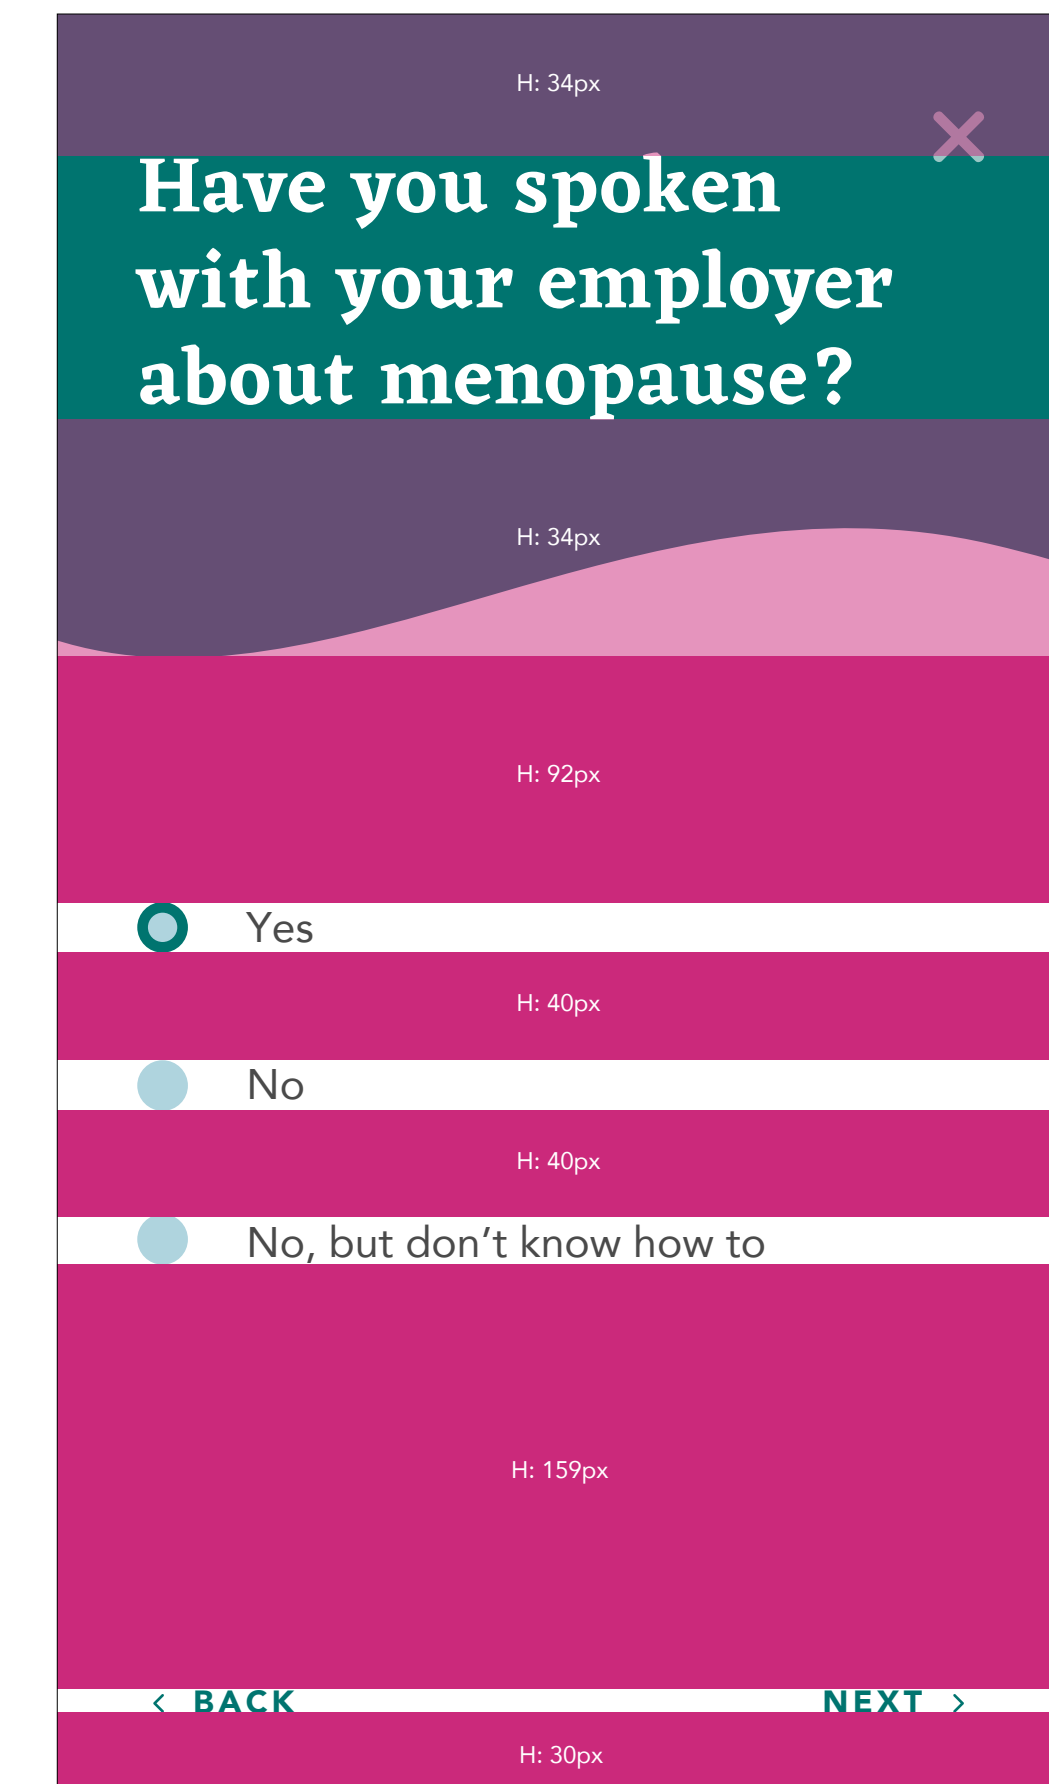 H: 34px
Have you spoken
with your employer
about menopause?
H: 34px
H: 92px
Yes
H: 40px
No
H: 40px
No, but don’t know how to
H: 159px
BACK
NEXT
H: 30px